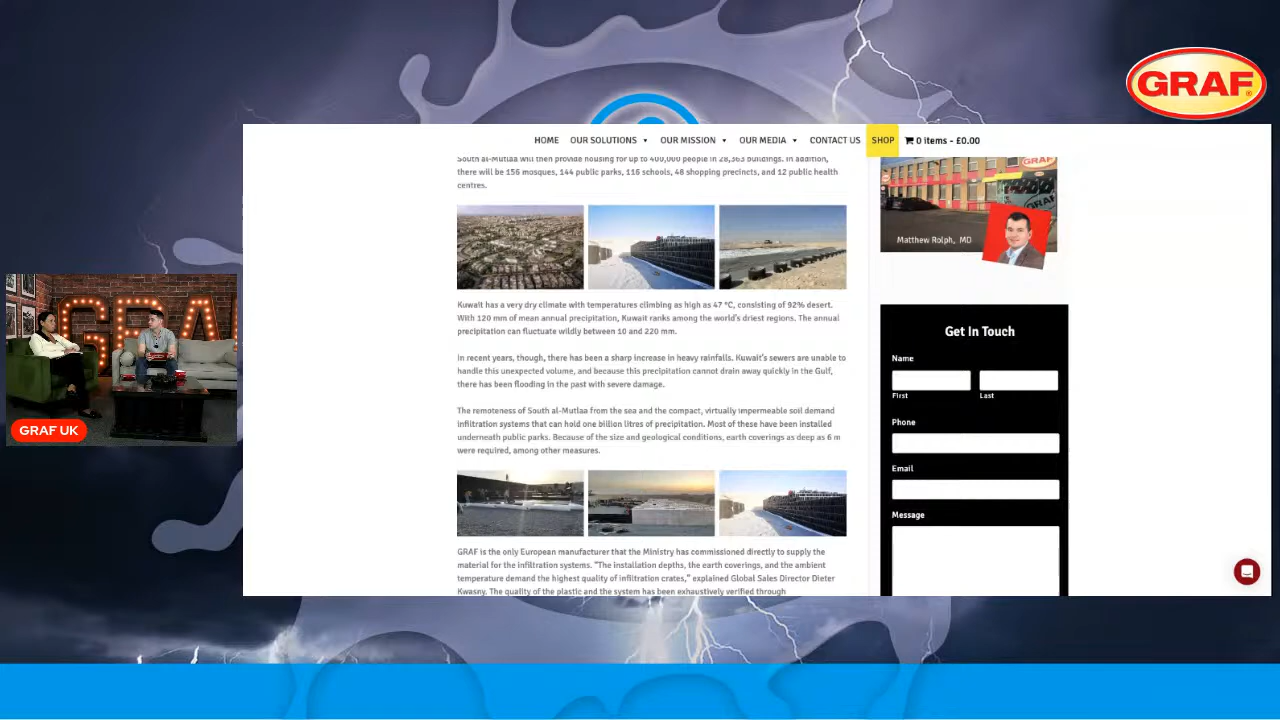 GRAF
HOME OUR SOLUTIONS OUR MISSION OUR MEDIA CONTACT US SHOP 0 items - £0.00
South al-Mutlaa will then provide housing for up to 400,000 people in 28,363 buildings. In addition,
there will be 156 mosques, 144 public parks, 116 schools, 48 shopping precincts, and 12 public health
centres.
GRAF
Matthew Rolph, MD
Kuwait has a very dry climate with temperatures climbing as high as 47 °C, consisting of 92% desert.
With 120 mm of mean annual precipitation, Kuwait ranks among the world's driest regions. The annual
precipitation can fluctuate wildly between 10 and 220 mm.
In recent years, though, there has been a sharp increase in heavy rainfalls. Kuwait's sewers are unable to
handle this unexpected volume, and because this precipitation cannot drain away quickly in the Gulf,
there has been flooding in the past with severe damage.
The remoteness of South al-Mutlaa from the sea and the compact, virtually impermeable soil demand
infiltration systems that can hold one billion litres of precipitation. Most of these have been installed
underneath public parks. Because of the size and geological conditions, earth coverings as deep as 6 m
were required, among other measures.
GRAF is the only European manufacturer that the Ministry has commissioned directly to supply the
material for the infiltration systems. "The installation depths, the earth coverings, and the ambient
temperature demand the highest quality of infiltration crates," explained Global Sales Director Dieter
Kwasny. The quality of the plastic and the system has been exhaustively verified through
Get In Touch
Name
First Last
Phone
Email
Message
GRA
GRAF UK